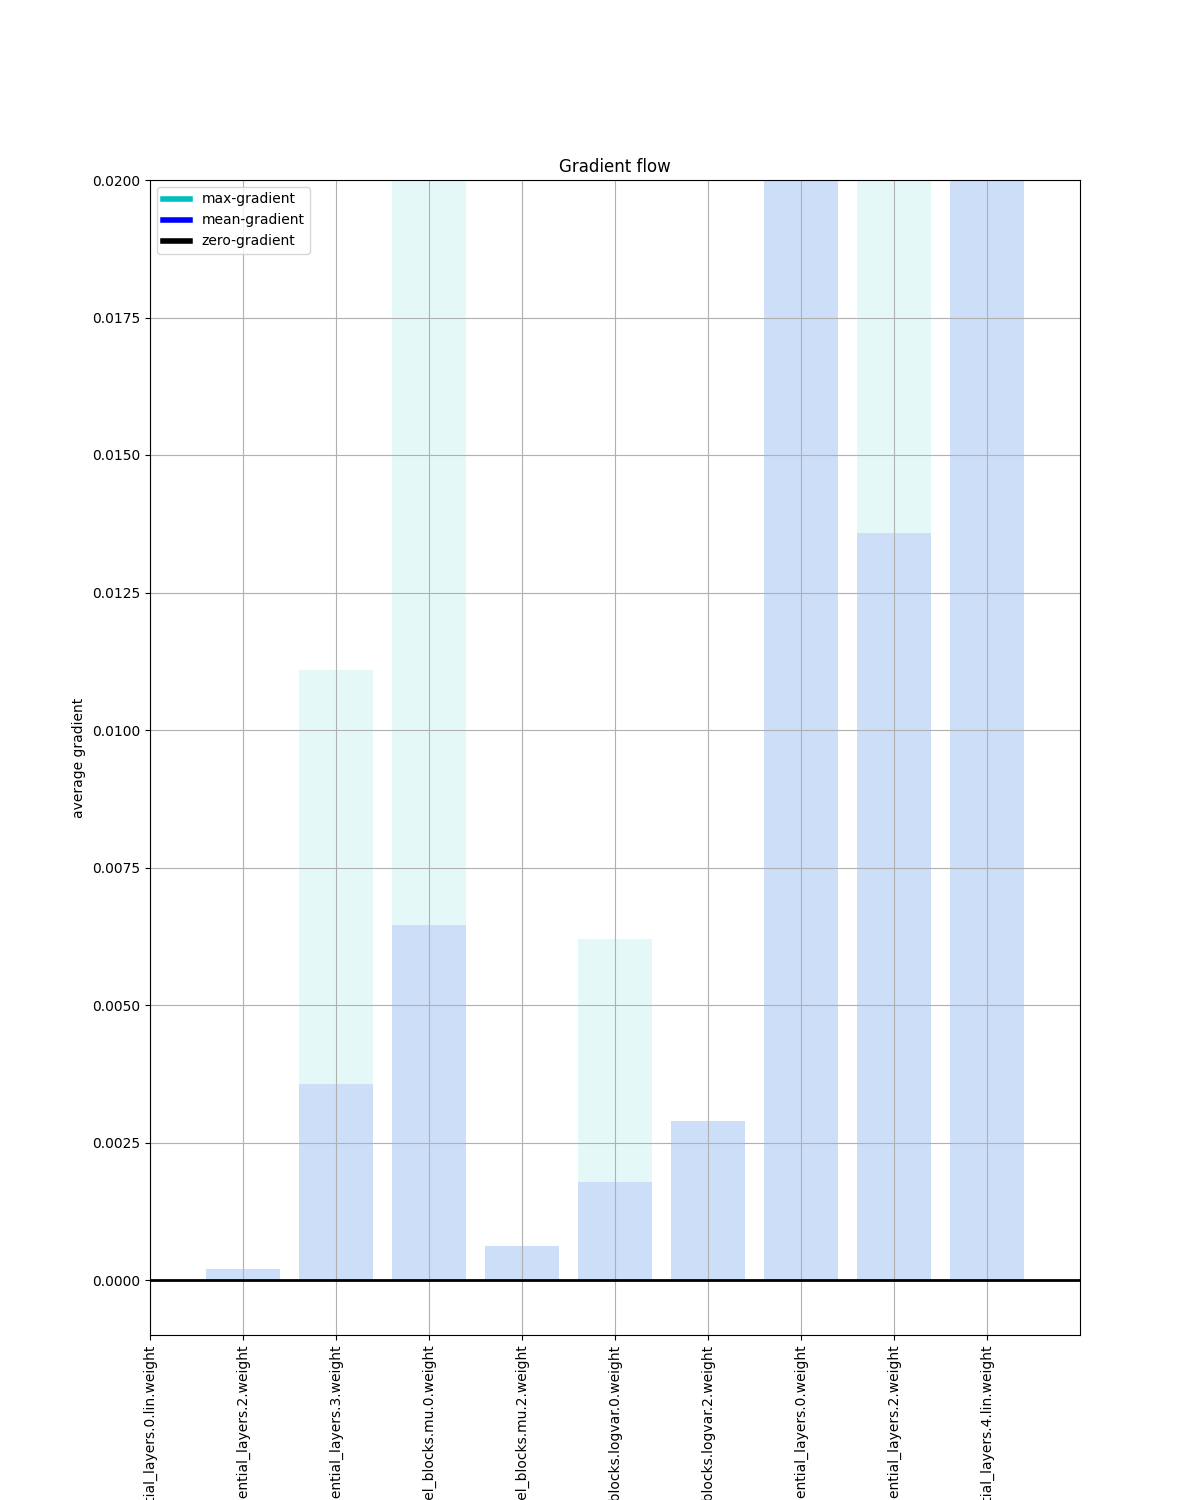 Gradient flow
max-gradient
mean-gradient
zero-gradient
0.0200
0.0175
0.0150
0.0125
0.0100
0.0075
0.0050
0.0025
0.0000
average gradient
tial_layers.0.lin.weight
ential_layers.2.weight
ential_layers.3.weight
el_blocks.mu.0.weight
el_blocks.mu.2.weight
blocks.logvar.0.weight
blocks.logvar.2.weight
ential_layers.0.weight
ential_layers.2.weight
tial_layers.4.lin.weight